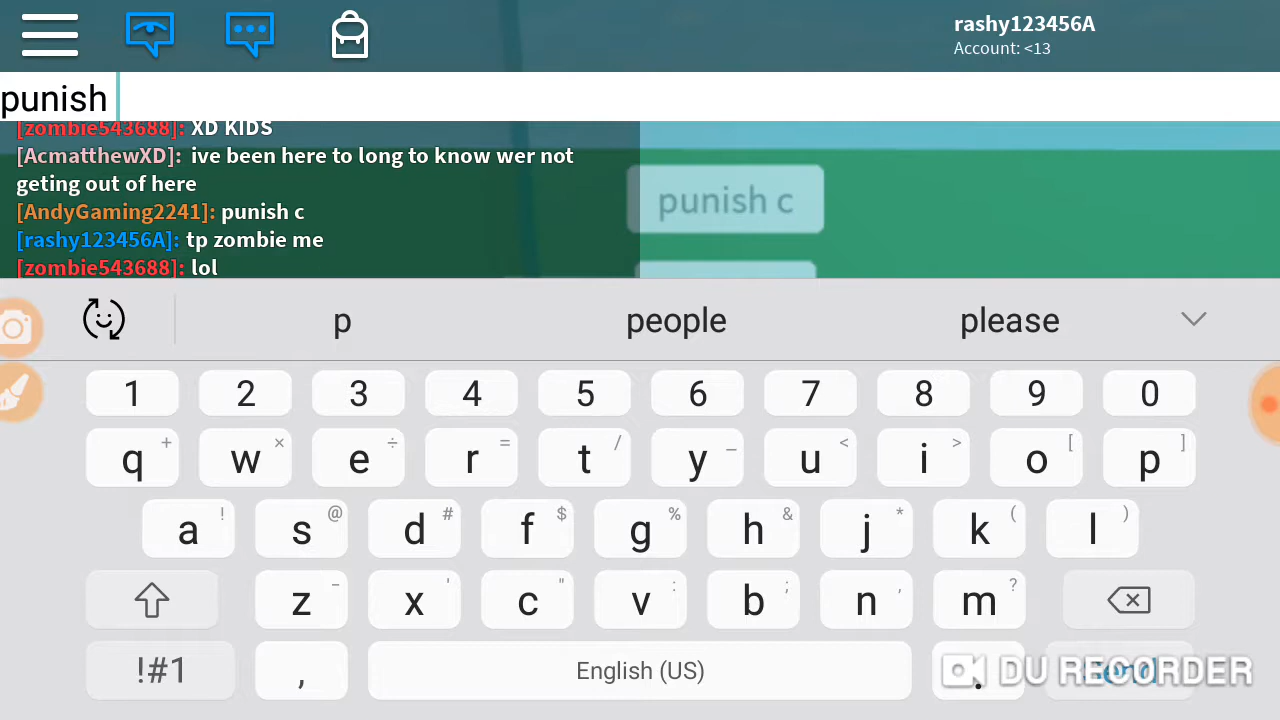 rashy123456A
Account: <13
punish
[zombie543688]: XD KIDS
[AcmatthewXD]: ive been here to long to know wer not
geting out of here
[AndyGaming2241]: punish c
[rashy123456A]: tp zombie me
[zombie543688]: lol
punish c
p people please
1 2 3 4 5 6 7 8 9 0
q + w × e ÷ r = t / y _ u < i > o [ p ]
a ! s @ d # f $ g % h & j * k ( l )
z - x ' c " v : b ; n , m ?
!#1 , English (US) . Send
DU RECORDER